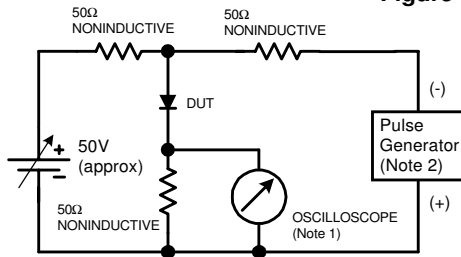 Figure
50Ω
NONINDUCTIVE
50Ω
NONINDUCTIVE
(-)
DUT
+
50V
(approx)
Pulse
Generator
(Note 2)
50Ω
NONINDUCTIVE
OSCILLOSCOPE
(Note 1)
(+)